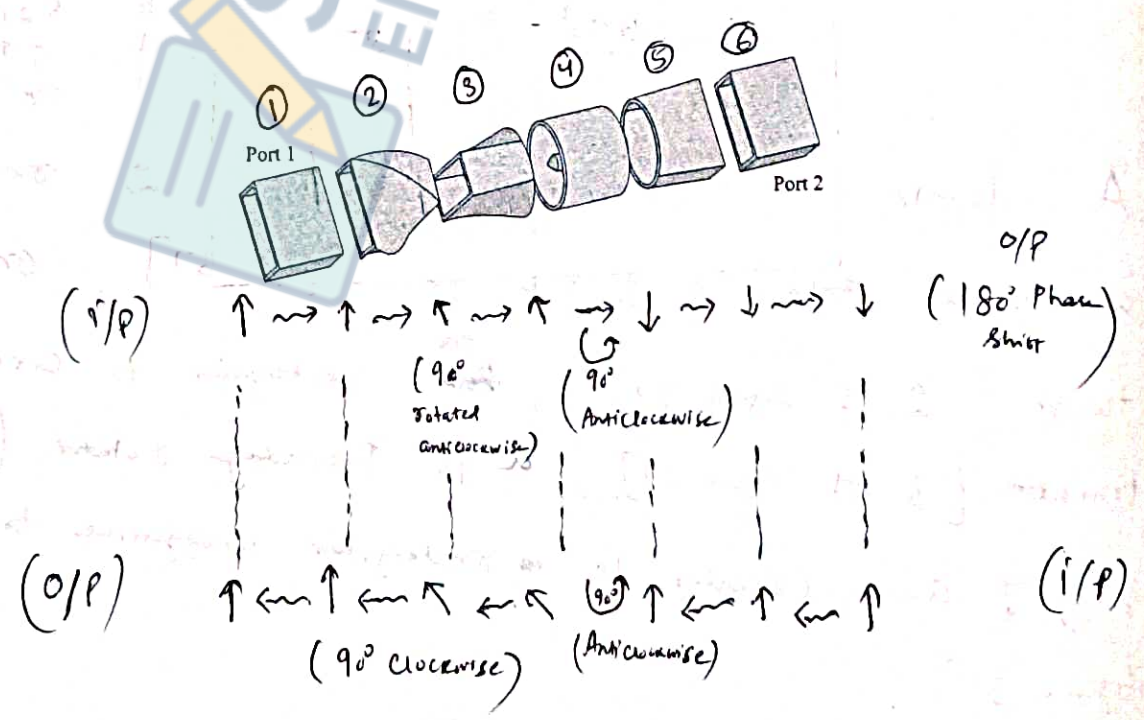 ① ② ③ ④ ⑤ ⑥
Port 1
Port 2
O/P
(i/p)
(180° Phase
Shift)
(90°
rotated
anticlockwise)
(90°
Anticlockwise)
(O/P)
(i/p)
90°
(90° Clockwise)
(Anticlockwise)